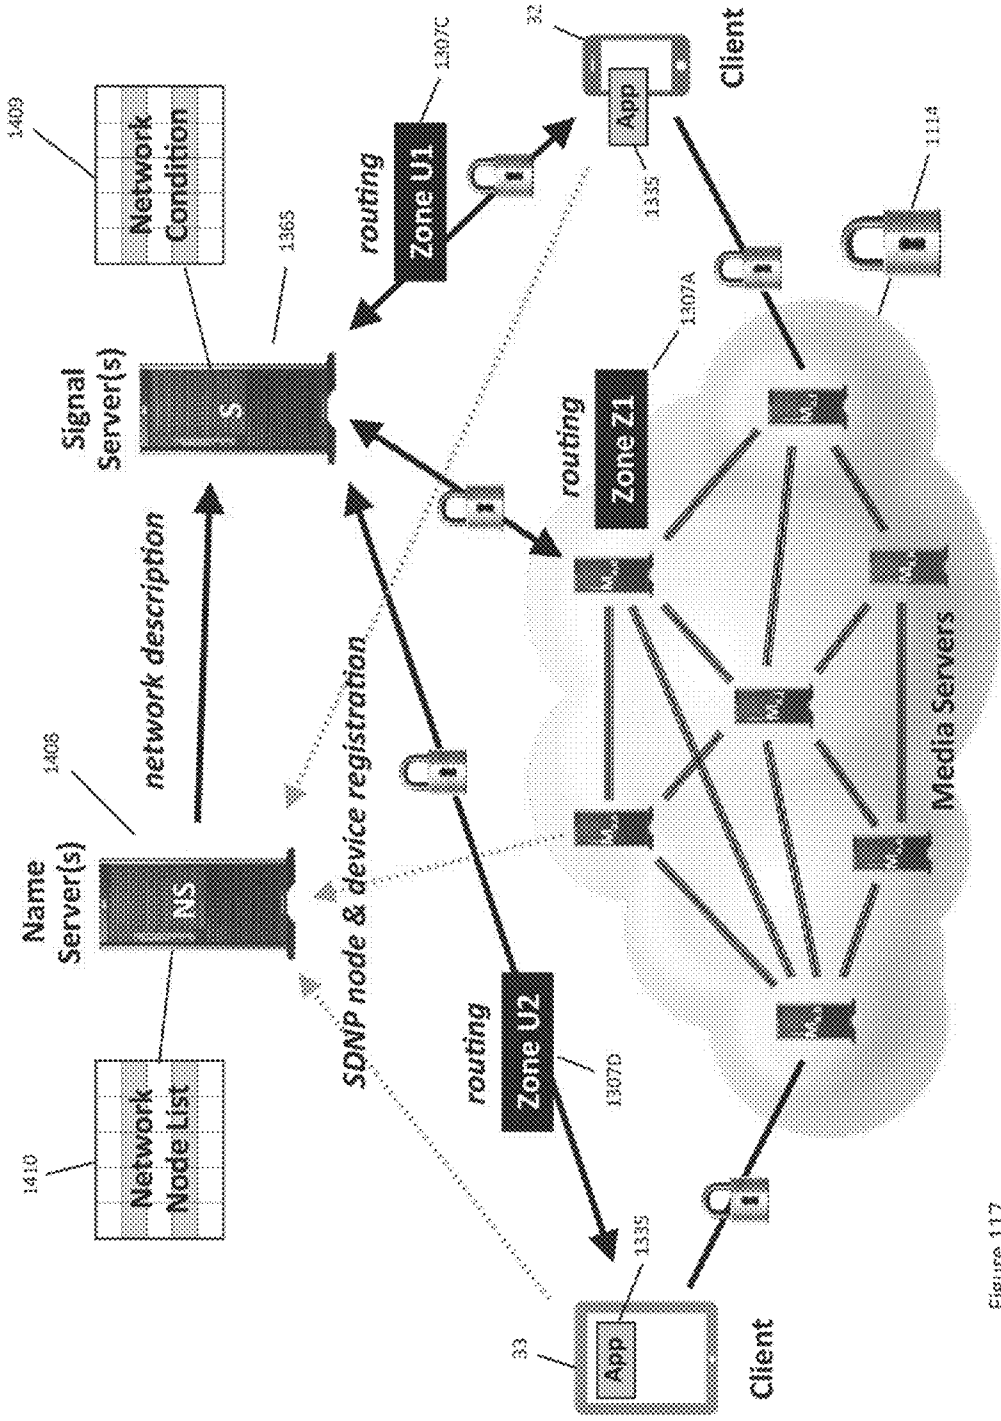 1410
Network
Node List
Name
Server(s)
1408
NS
network description
Signal
Server(s)
1365
S
1409
Network
Condition
SDNP node & device registration
routing
Zone U1
1307C
routing
Zone U2
1307D
routing
Zone Z1
1307A
33
App
1335
Client
32
App
1335
Client
1114
Media Servers
Figure 117